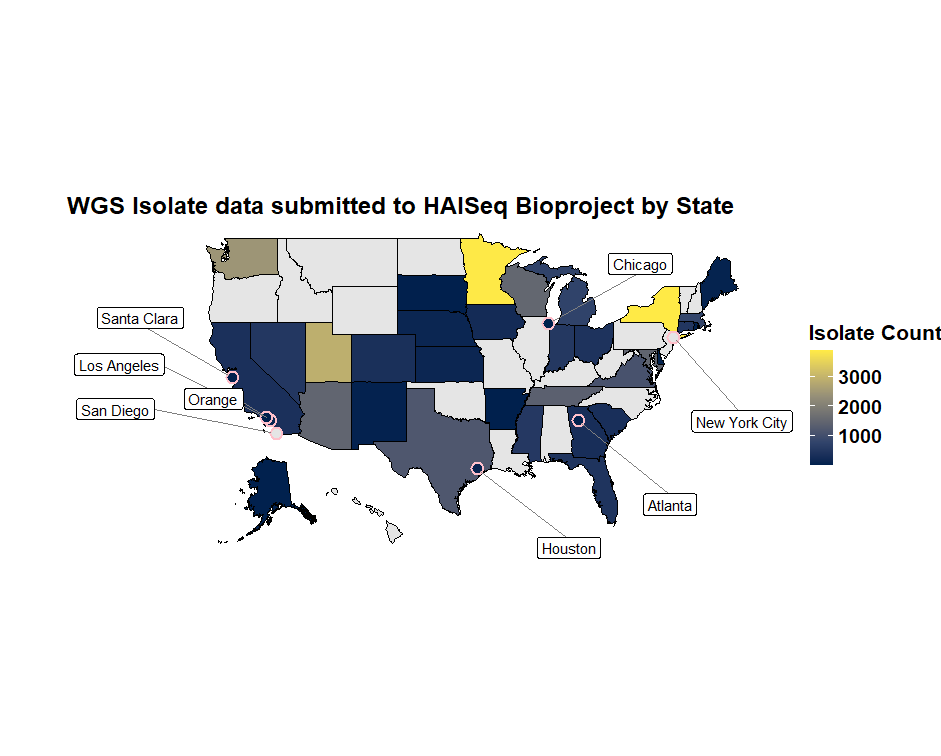 WGS Isolate data submitted to HAISeq Bioproject by State
Chicago
Santa Clara
Los Angeles
Orange
San Diego
New York City
Atlanta
Houston
Isolate Count
3000
2000
1000